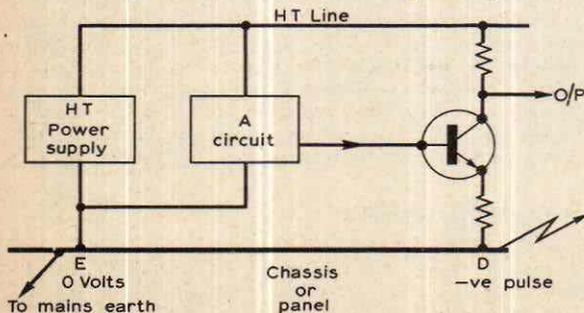 HT Line
HT
Power
supply
A
circuit
O/P
E
0 Volts
To mains earth
Chassis
or
panel
D
-ve pulse